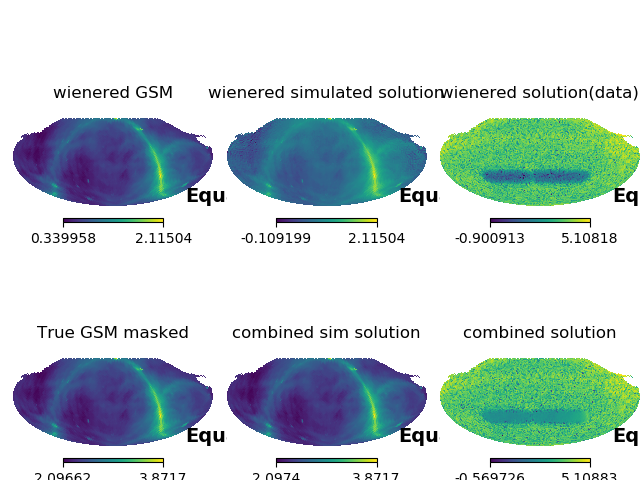 wienered GSM wienered simulated solution wienered solution(data)
Equ Equ Eq
0.339958 2.11504 -0.109199 2.11504 -0.900913 5.10818
True GSM masked combined sim solution combined solution
Equ Equ Eq
2.09662 3.8717 2.0974 3.8717 -0.569726 5.10883